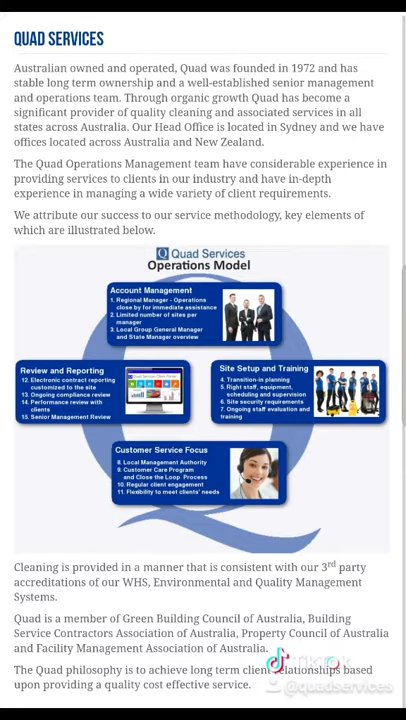 QUAD SERVICES
Australian owned and operated, Quad was founded in 1972 and has
stable long term ownership and a well-established senior management
and operations team. Through organic growth Quad has become a
significant provider of quality cleaning and associated services in all
states across Australia. Our Head Office is located in Sydney and we have
offices located across Australia and New Zealand.
The Quad Operations Management team have considerable experience in
providing services to clients in our industry and have in-depth
experience in managing a wide variety of client requirements.
We attribute our success to our service methodology, key elements of
which are illustrated below.
Quad Services
Operations Model
Account Management
1. Regional Manager - Operations
close by for immediate assistance
2. Limited number of sites per
manager
3. Local Group General Manager
and State Manager overview
Review and Reporting
12. Electronic contract reporting
customized to the site
13. Ongoing compliance review
14. Performance review with
clients
15. Senior Management Review
Site Setup and Training
4. Transition-in planning
5. Right staff, equipment,
scheduling and supervision
6. Site security requirements
7. Ongoing staff evaluation and
training
Customer Service Focus
8. Local Management Authority
9. Customer Care Program
and Close the Loop Process
10. Regular client engagement
11. Flexibility to meet clients' needs
Cleaning is provided in a manner that is consistent with our 3rd party
accreditations of our WHS, Environmental and Quality Management
Systems.
Quad is a member of Green Building Council of Australia, Building
Service Contractors Association of Australia, Property Council of Australia
and Facility Management Association of Australia.
The Quad philosophy is to achieve long term client relationships based
upon providing a quality cost effective service.
TikTok
@quadservices